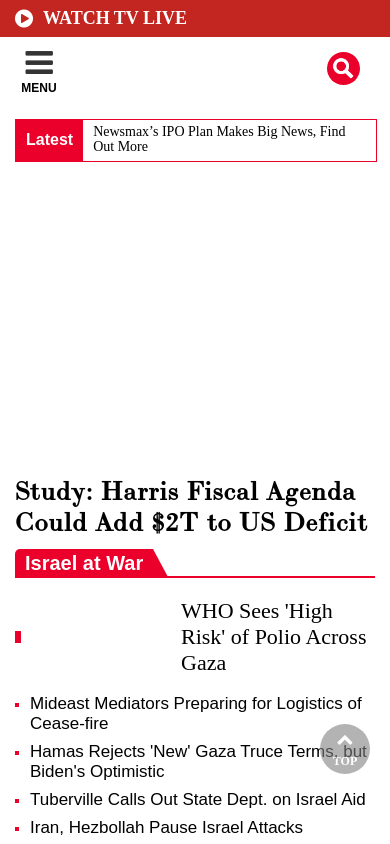 WATCH TV LIVE
MENU
Latest
Newsmax’s IPO Plan Makes Big News, Find
Out More
Study: Harris Fiscal Agenda
Could Add $2T to US Deficit
Israel at War
WHO Sees 'High
Risk' of Polio Across
Gaza
Mideast Mediators Preparing for Logistics of
Cease-fire
Hamas Rejects 'New' Gaza Truce Terms, but
Biden's Optimistic
TOP
Tuberville Calls Out State Dept. on Israel Aid
Iran, Hezbollah Pause Israel Attacks